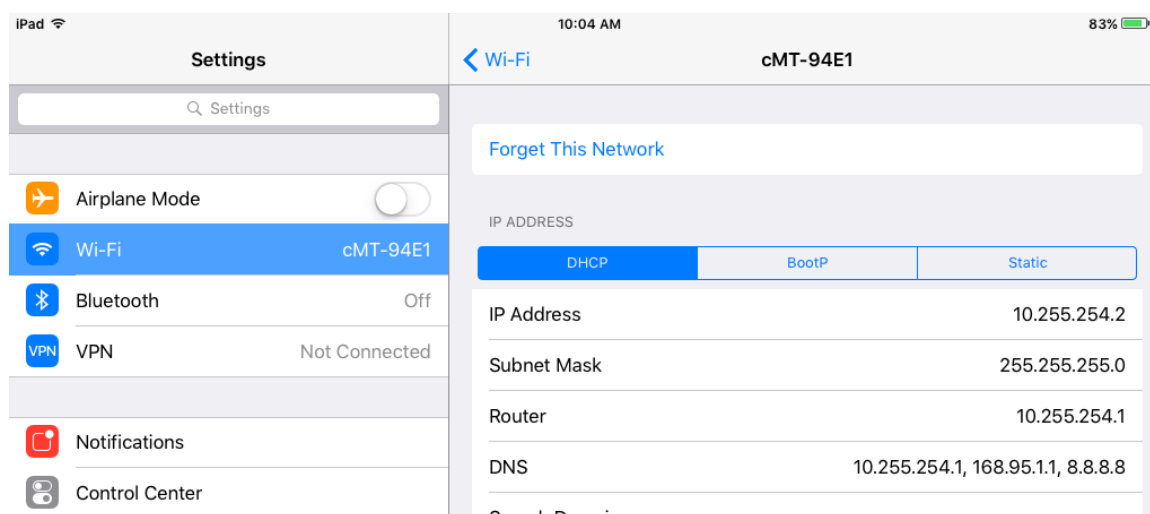 iPad
10:04 AM
83%
Settings
Wi-Fi
cMT-94E1
Settings
Forget This Network
Airplane Mode
IP ADDRESS
Wi-Fi
cMT-94E1
DHCP
BootP
Static
Bluetooth
Off
IP Address
10.255.254.2
VPN
VPN
Not Connected
Subnet Mask
255.255.255.0
Router
10.255.254.1
Notifications
DNS
10.255.254.1, 168.95.1.1, 8.8.8.8
Control Center